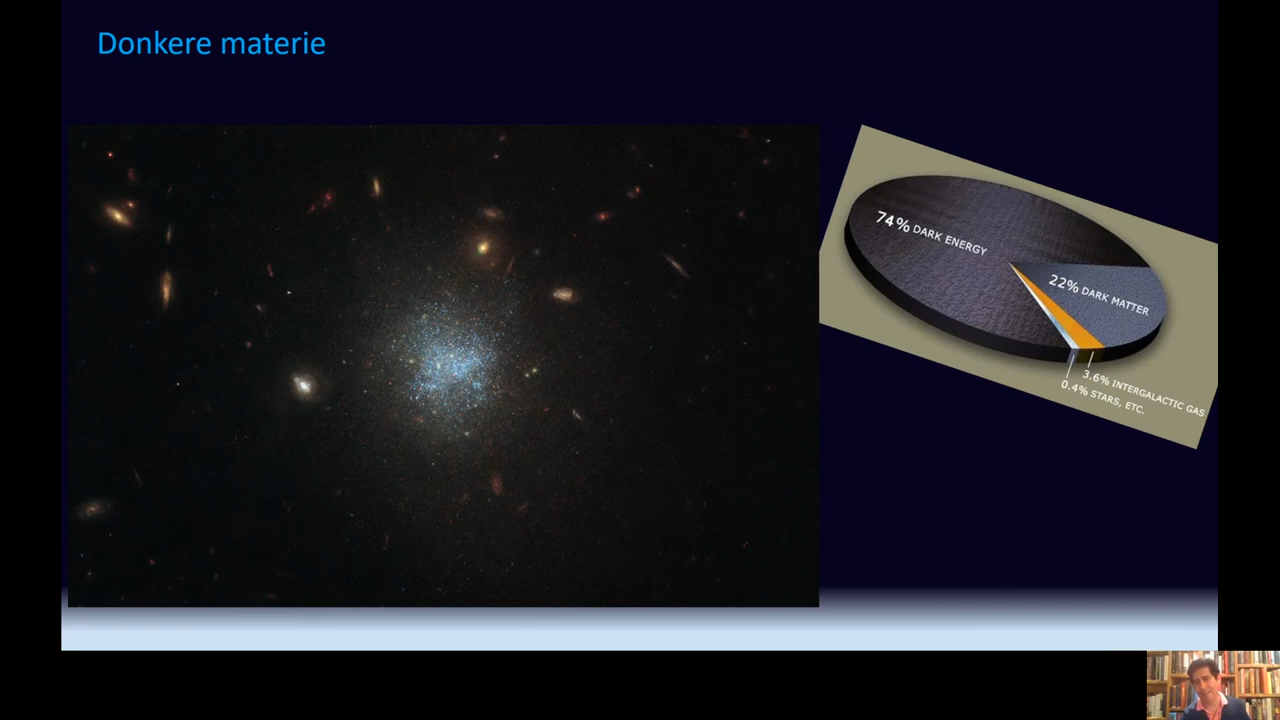 Donkere materie
74% DARK ENERGY
22% DARK MATTER
3.6% INTERGALACTIC GAS
0.4% STARS, ETC.